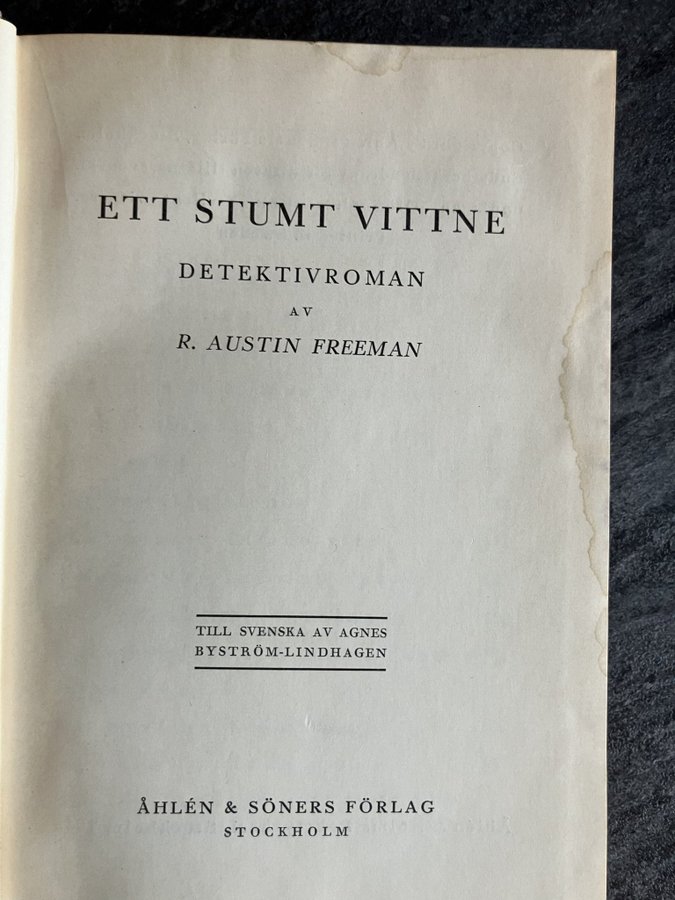 ETT STUMT VITTNE
DETEKTIVROMAN
AV
R. AUSTIN FREEMAN
TILL SVENSKA AV AGNES
BYSTRÖM-LINDHAGEN
ÅHLÉN & SÖNERS FÖRLAG
STOCKHOLM